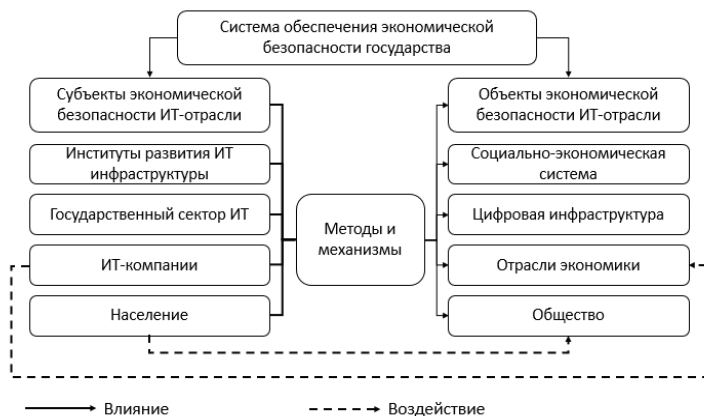 Система обеспечения экономической
безопасности государства
Субъекты экономической
безопасности ИТ-отрасли
Объекты экономической
безопасности ИТ-отрасли
Институты развития ИТ
инфраструктуры
Социально-экономическая
система
Государственный сектор ИТ
Методы и
механизмы
Цифровая инфраструктура
ИТ-компании
Отрасли экономики
Население
Общество
Влияние
Воздействие